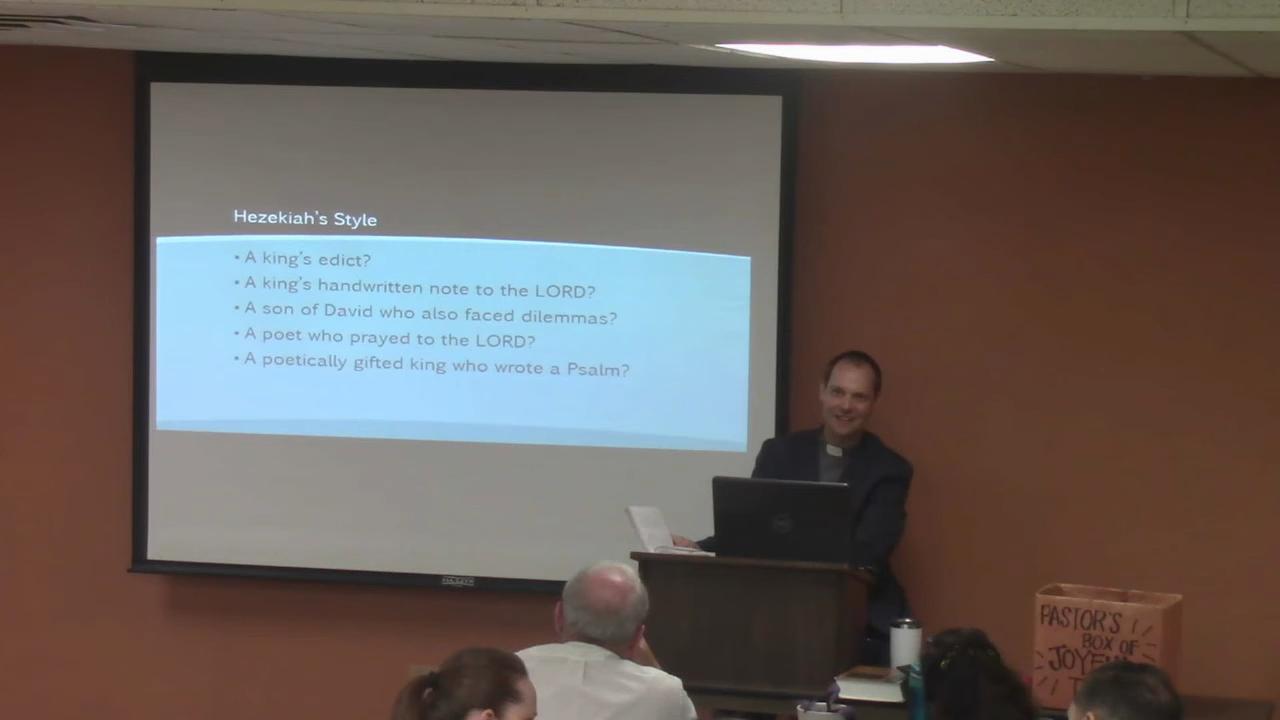 Hezekiah's Style
• A king's edict?
• A king's handwritten note to the LORD?
• A son of David who also faced dilemmas?
• A poet who prayed to the LORD?
• A poetically gifted king who wrote a Psalm?
PASTOR'S
BOX OF